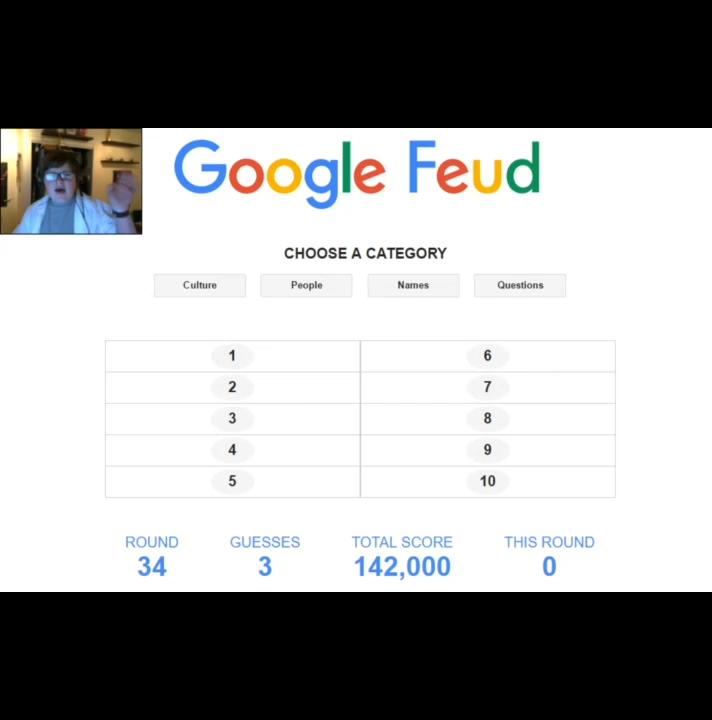 Google Feud
CHOOSE A CATEGORY
Culture People Names Questions
1 6
2 7
3 8
4 9
5 10
ROUND GUESSES TOTAL SCORE THIS ROUND
34 3 142,000 0